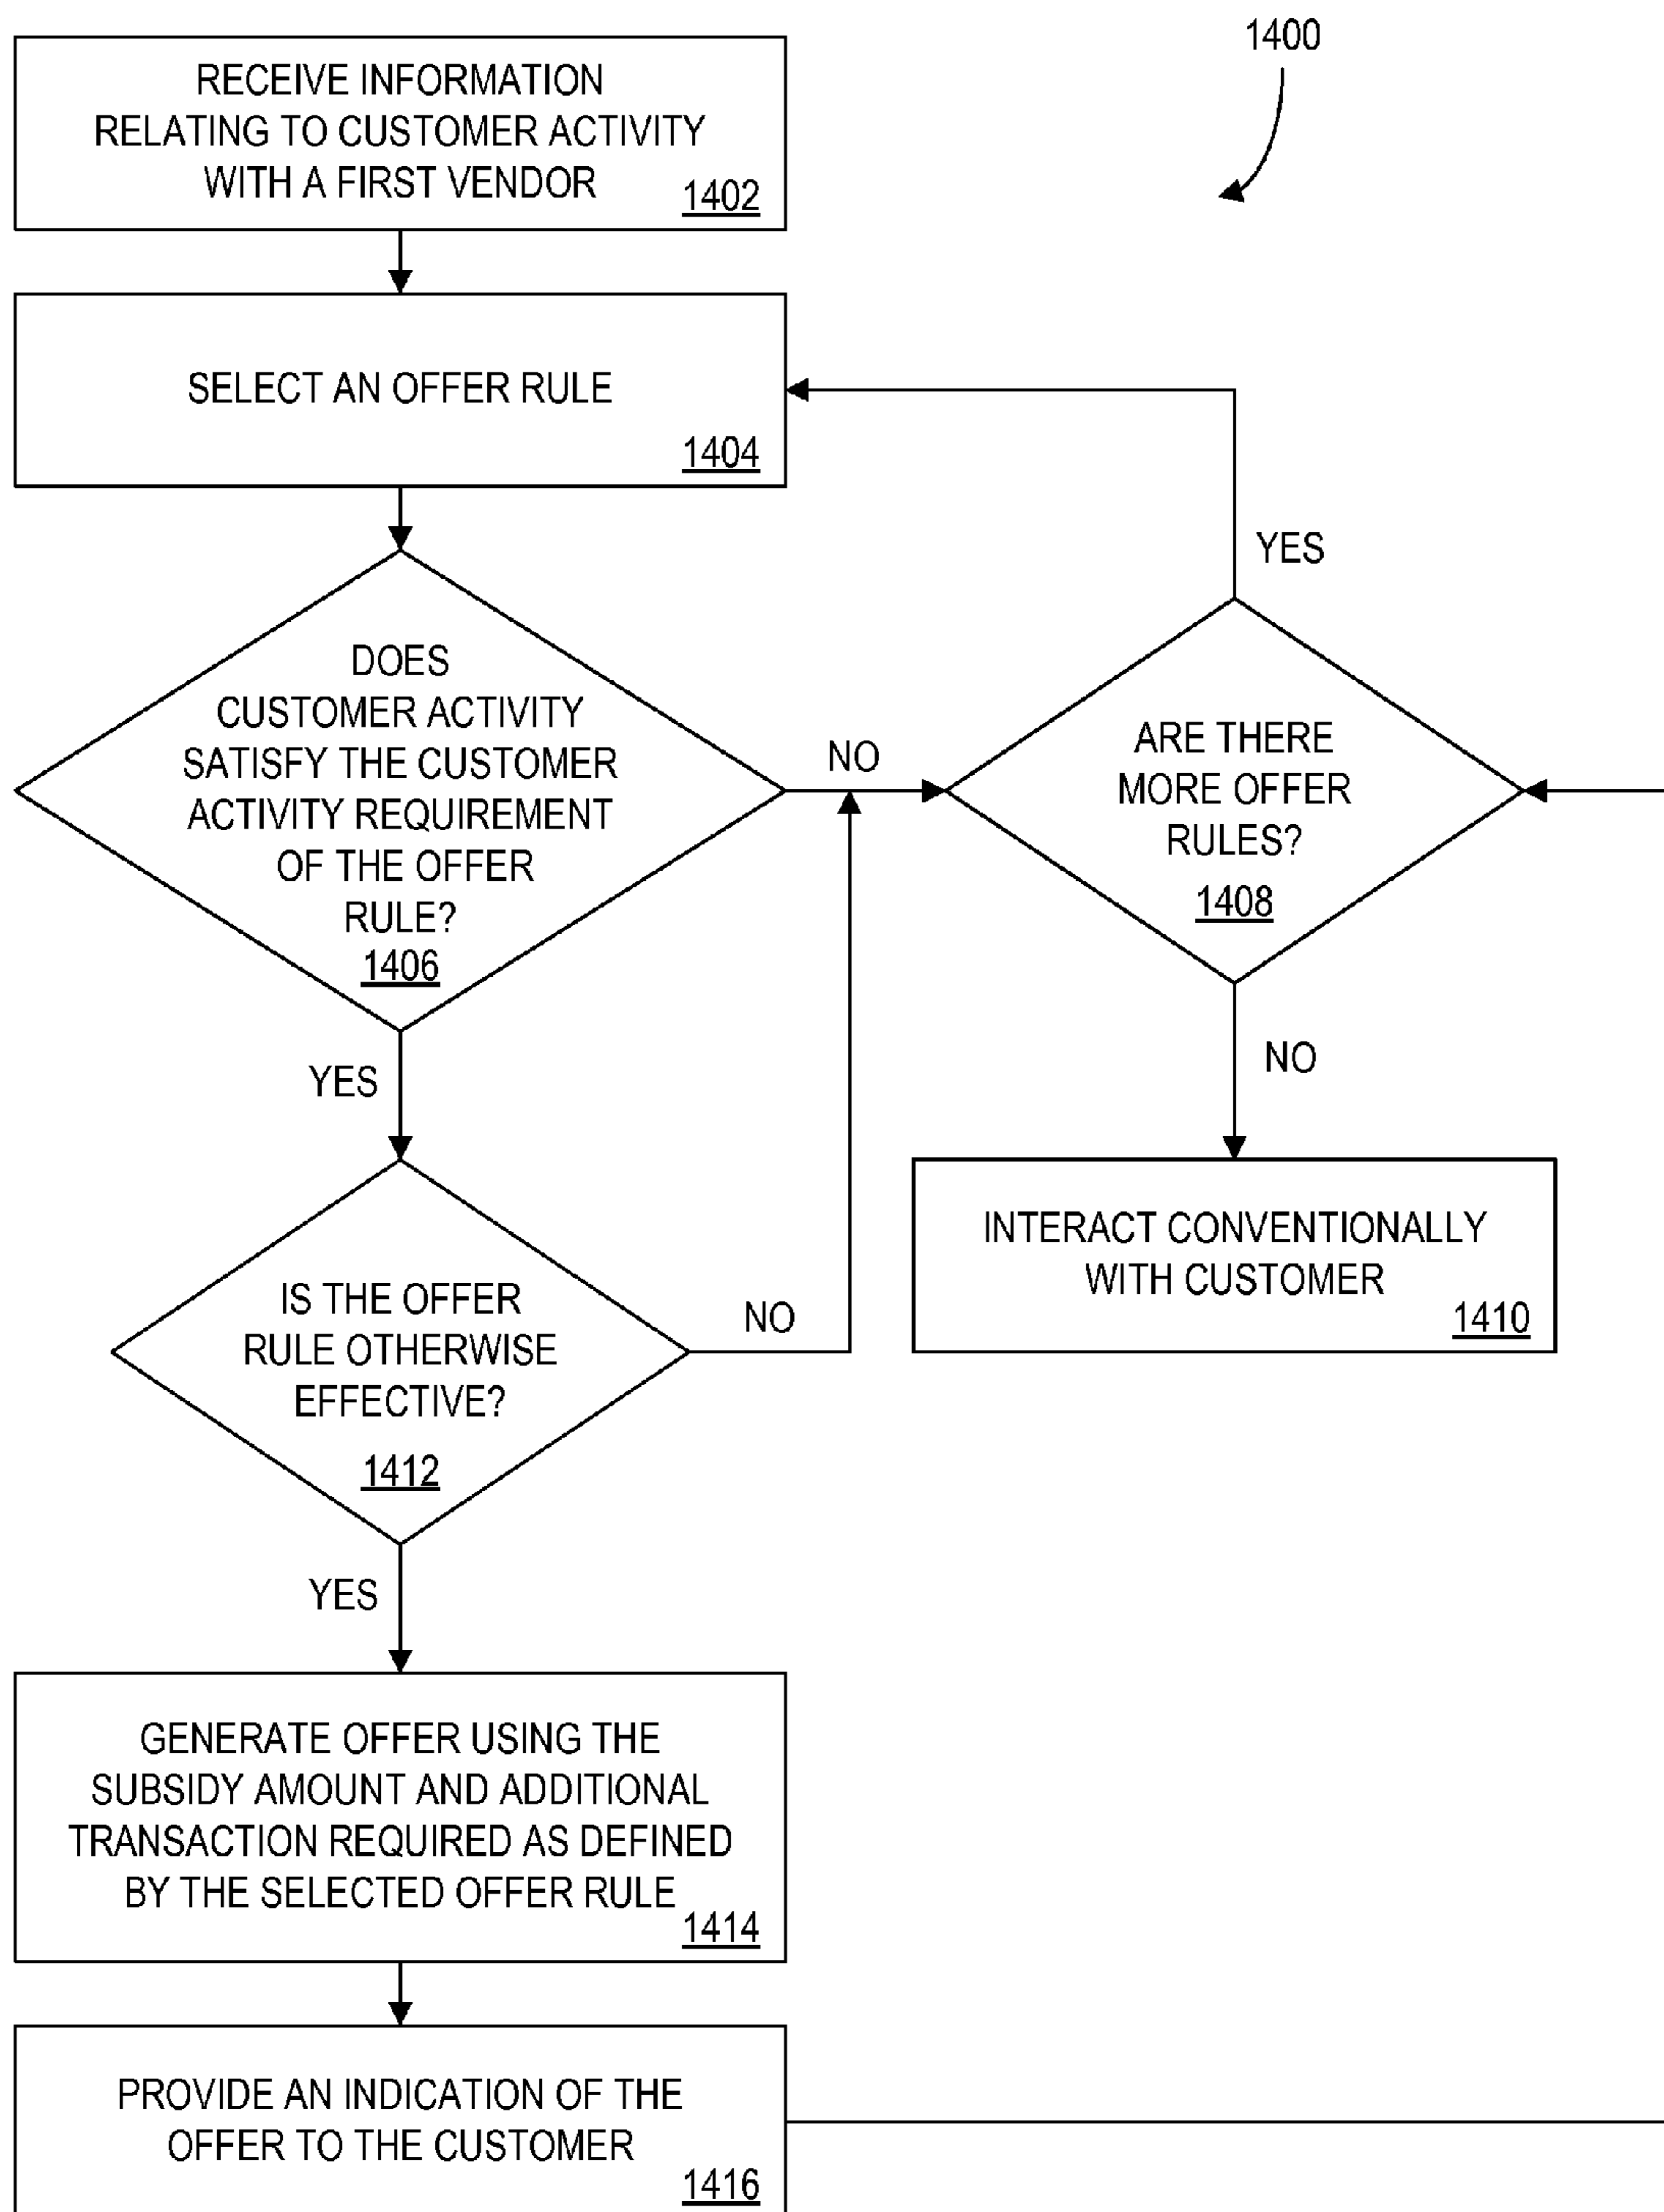 1400
RECEIVE INFORMATION
RELATING TO CUSTOMER ACTIVITY
WITH A FIRST VENDOR
1402
SELECT AN OFFER RULE
1404
YES
DOES
CUSTOMER ACTIVITY
SATISFY THE CUSTOMER
ACTIVITY REQUIREMENT
OF THE OFFER
RULE?
1406
NO
ARE THERE
MORE OFFER
RULES?
1408
YES
NO
INTERACT CONVENTIONALLY
WITH CUSTOMER
1410
IS THE OFFER
RULE OTHERWISE
EFFECTIVE?
1412
NO
YES
GENERATE OFFER USING THE
SUBSIDY AMOUNT AND ADDITIONAL
TRANSACTION REQUIRED AS DEFINED
BY THE SELECTED OFFER RULE
1414
PROVIDE AN INDICATION OF THE
OFFER TO THE CUSTOMER
1416